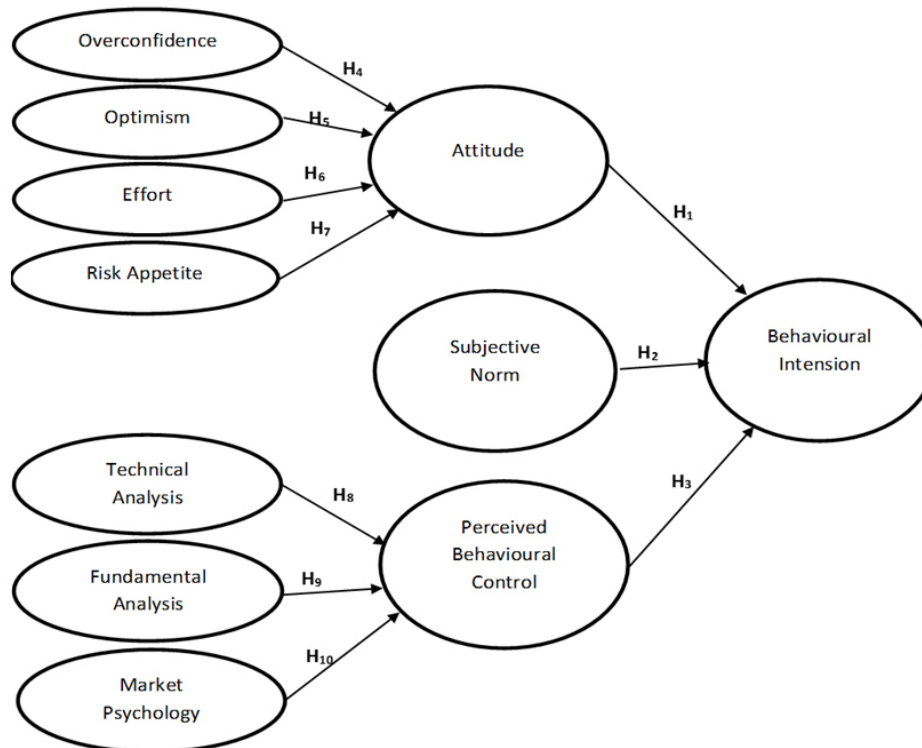 Overconfidence
H4
Optimism
H5
Attitude
Effort
H6
H7
Risk Appetite
H1
Subjective
Norm
H2
Behavioural
Intension
Technical
Analysis
H8
H3
Perceived
Behavioural
Control
Fundamental
Analysis
H9
Market
Psychology
H10